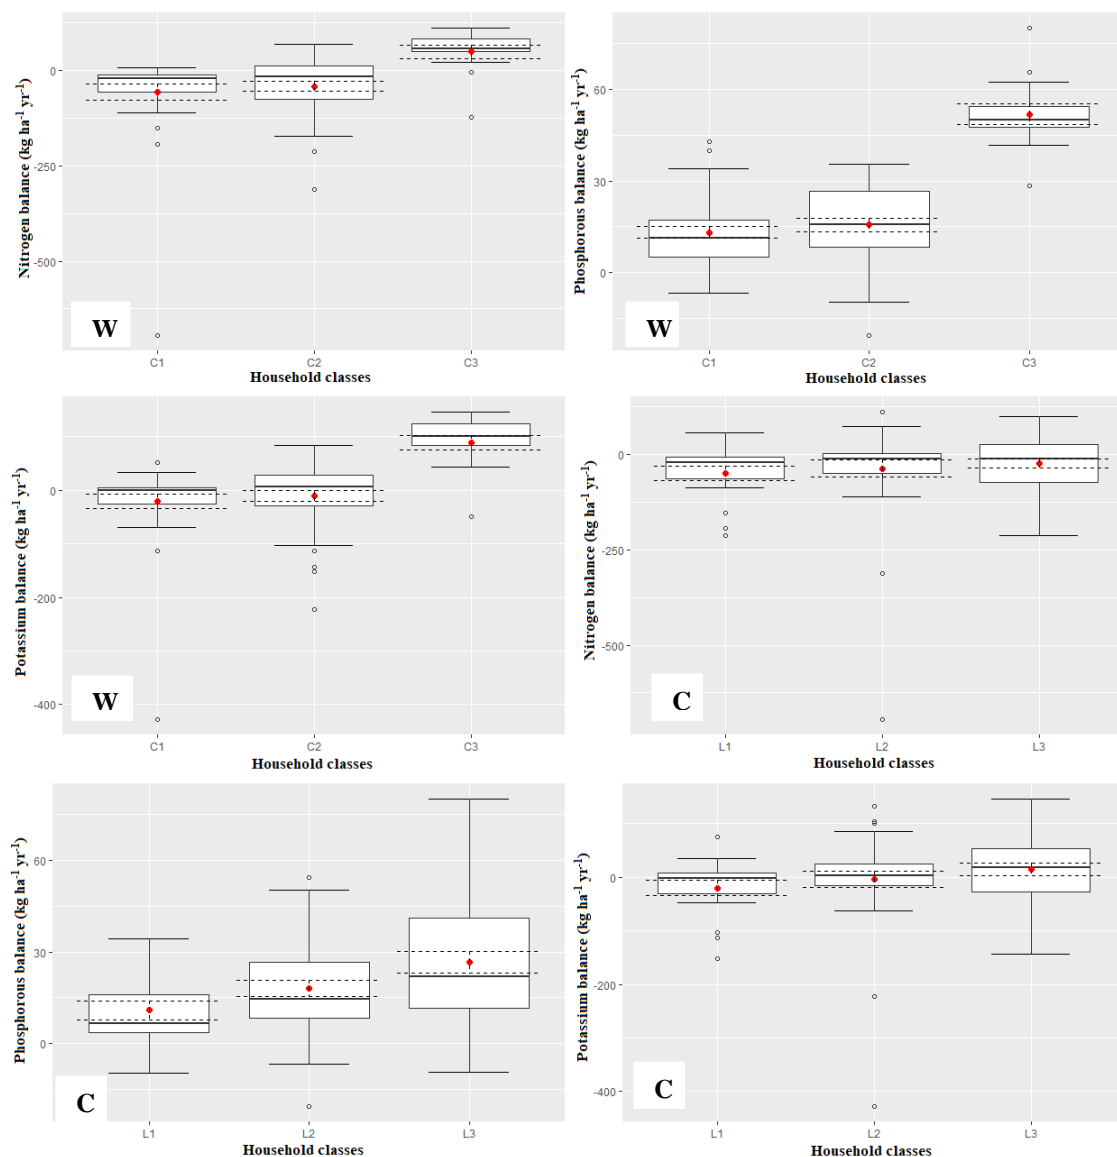 Nitrogen balance (kg ha⁻¹ yr⁻¹)
0
-250
-500
W
C1 C2 C3
Household classes
Phosphorous balance (kg ha⁻¹ yr⁻¹)
60
30
0
W
C1 C2 C3
Household classes
Potassium balance (kg ha⁻¹ yr⁻¹)
0
-200
-400
W
C1 C2 C3
Household classes
Nitrogen balance (kg ha⁻¹ yr⁻¹)
0
-250
-500
C
L1 L2 L3
Household classes
Phosphorous balance (kg ha⁻¹ yr⁻¹)
60
30
0
C
L1 L2 L3
Household classes
Potassium balance (kg ha⁻¹ yr⁻¹)
0
-200
-400
C
L1 L2 L3
Household classes